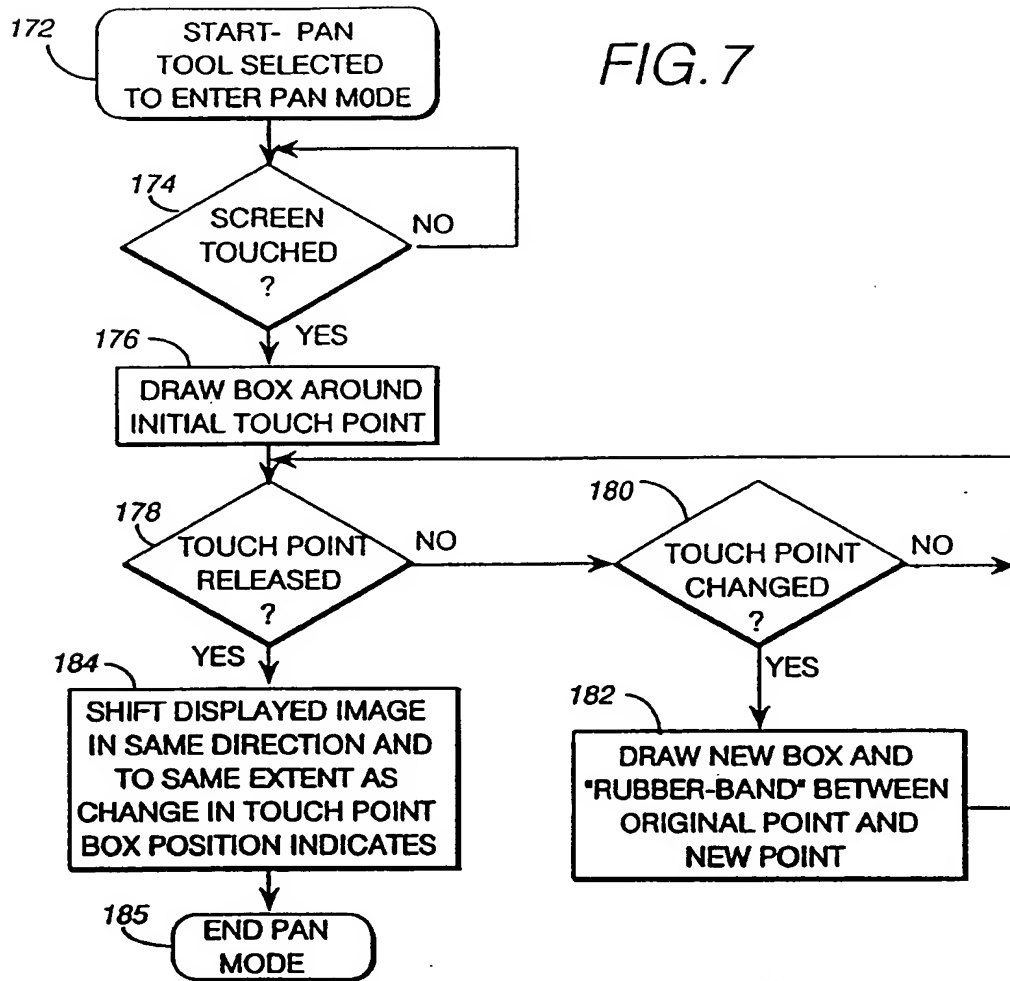 172
START- PAN
TOOL SELECTED
TO ENTER PAN MODE
FIG.7
174
SCREEN
TOUCHED
?
NO
YES
176
DRAW BOX AROUND
INITIAL TOUCH POINT
178
TOUCH POINT
RELEASED
?
NO
180
TOUCH POINT
CHANGED
?
NO
YES
YES
184
SHIFT DISPLAYED IMAGE
IN SAME DIRECTION AND
TO SAME EXTENT AS
CHANGE IN TOUCH POINT
BOX POSITION INDICATES
182
DRAW NEW BOX AND
"RUBBER-BAND" BETWEEN
ORIGINAL POINT AND
NEW POINT
185
END PAN
MODE